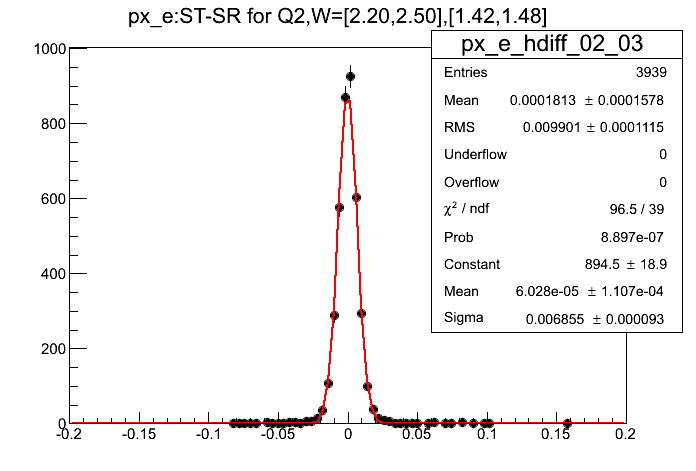 px_e:ST-SR for Q2,W=[2.20,2.50],[1.42,1.48]
px_e_hdiff_02_03
Entries 3939
Mean 0.0001813 ± 0.0001578
RMS 0.009901 ± 0.0001115
Underflow 0
Overflow 0
χ² / ndf 96.5 / 39
Prob 8.897e-07
Constant 894.5 ± 18.9
Mean 6.028e-05 ± 1.107e-04
Sigma 0.006855 ± 0.000093
1000
800
600
400
200
0
-0.2 -0.15 -0.1 -0.05 0 0.05 0.1 0.15 0.2